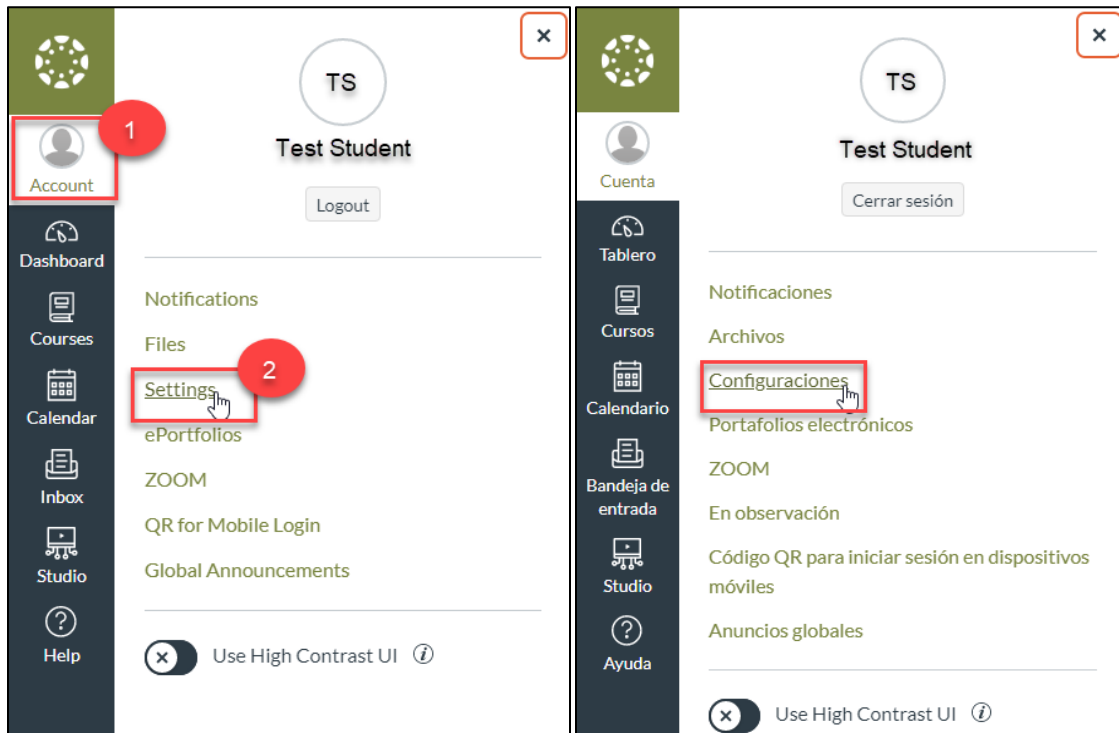 TS
Test Student
Logout
1
Account
Dashboard
Courses
Calendar
Inbox
Studio
Help
Notifications
Files
Settings
2
ePortfolios
ZOOM
QR for Mobile Login
Global Announcements
Use High Contrast UI
TS
Test Student
Cerrar sesión
Cuenta
Tablero
Cursos
Calendario
Bandeja de
entrada
Studio
Ayuda
Notificaciones
Archivos
Configuraciones
Portafolios electrónicos
ZOOM
En observación
Código QR para iniciar sesión en dispositivos
móviles
Anuncios globales
Use High Contrast UI